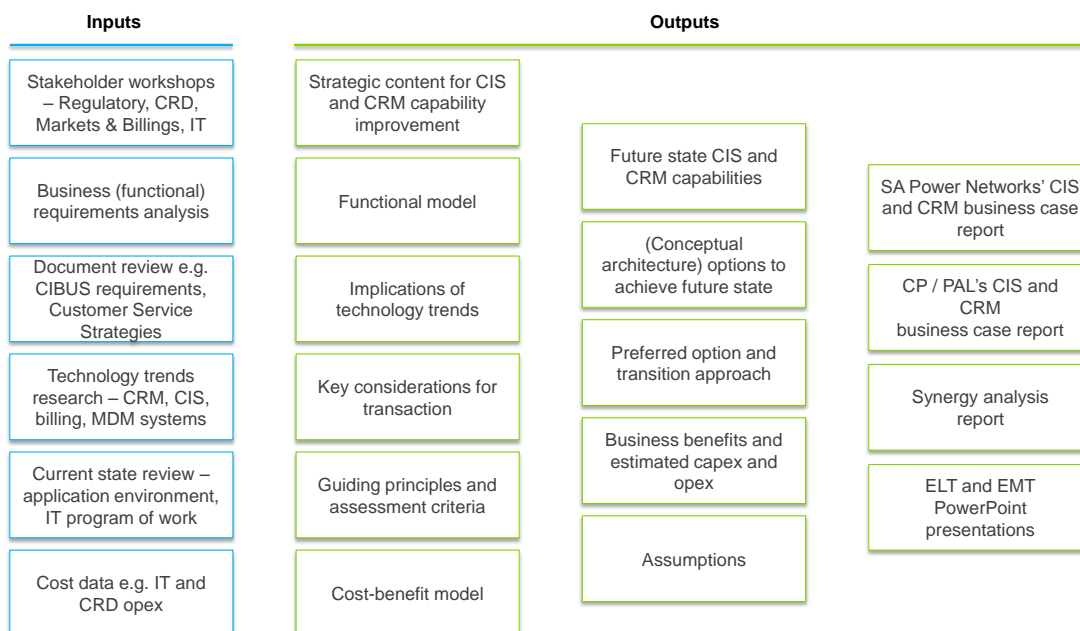 Inputs
Outputs
Stakeholder workshops
– Regulatory, CRD,
Markets & Billings, IT
Business (functional)
requirements analysis
Document review e.g.
CIBUS requirements,
Customer Service
Strategies
Technology trends
research – CRM, CIS,
billing, MDM systems
Current state review –
application environment,
IT program of work
Cost data e.g. IT and
CRD opex
Strategic content for CIS
and CRM capability
improvement
Functional model
Implications of
technology trends
Key considerations for
transaction
Guiding principles and
assessment criteria
Cost-benefit model
Future state CIS and
CRM capabilities
(Conceptual
architecture) options to
achieve future state
Preferred option and
transition approach
Business benefits and
estimated capex and
opex
Assumptions
SA Power Networks' CIS
and CRM business case
report
CP / PAL's CIS and
CRM
business case report
Synergy analysis
report
ELT and EMT
PowerPoint
presentations